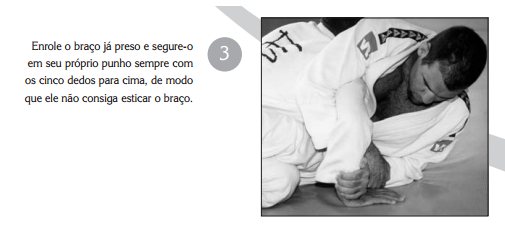 Enrole o braço já preso e segure-o
em seu próprio punho sempre com
os cinco dedos para cima, de modo
que ele não consiga esticar o braço.
3